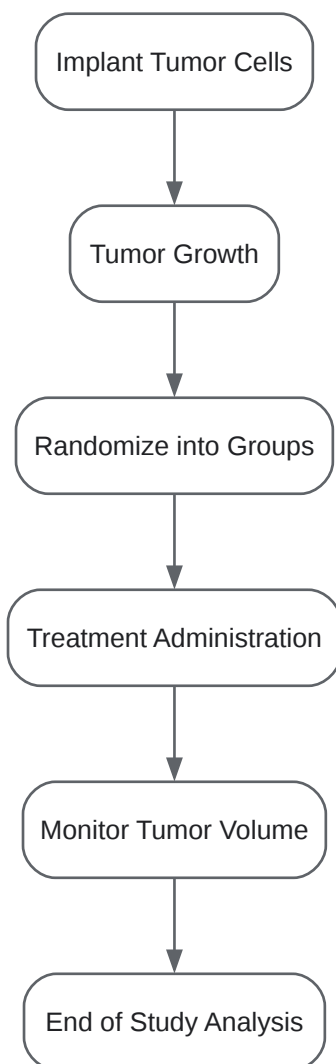 Implant Tumor Cells
Tumor Growth
Randomize into Groups
Treatment Administration
Monitor Tumor Volume
End of Study Analysis